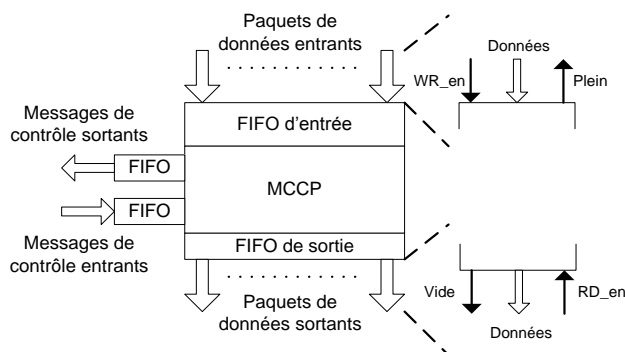 Paquets de
données entrants
Données
WR_en
Plein
Messages de
contrôle sortants
FIFO d'entrée
FIFO
MCCP
FIFO
Messages de
contrôle entrants
FIFO de sortie
Vide
RD_en
Paquets de
données sortants
Données